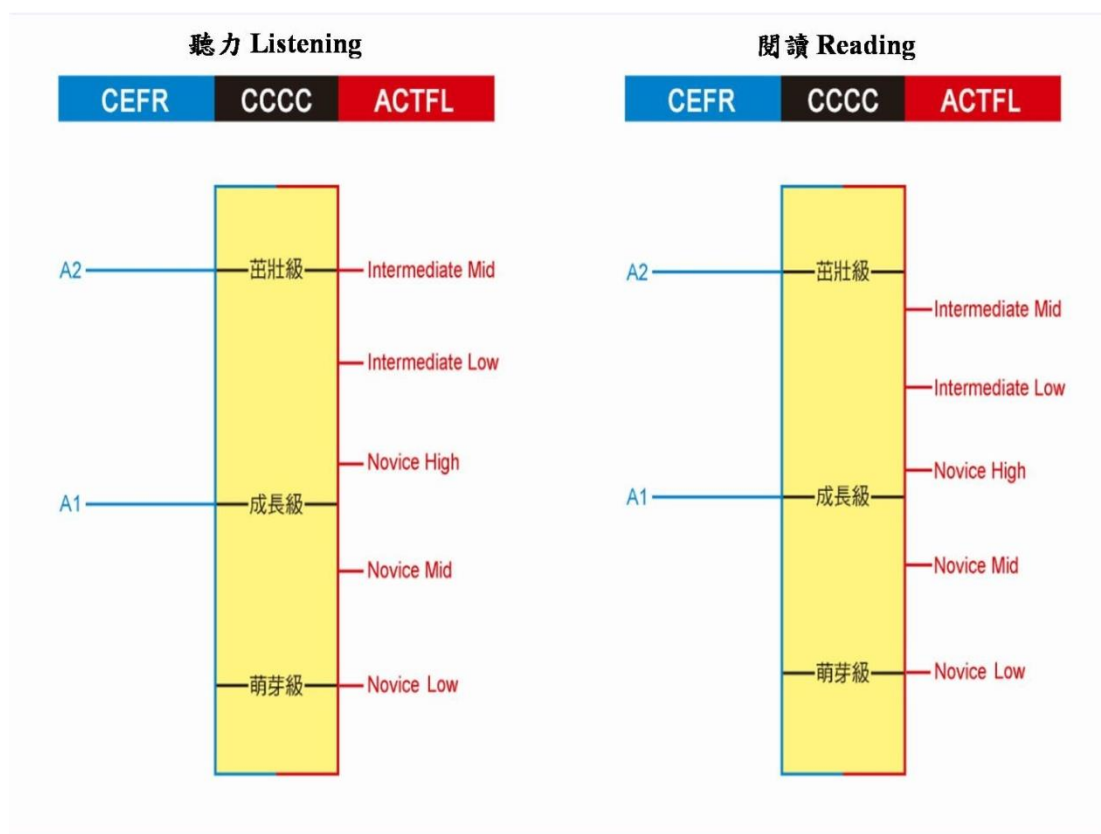 聽力 Listening
CEFR CCCC ACTFL
A2 茁壯級 Intermediate Mid
Intermediate Low
Novice High
A1 成長級
Novice Mid
萌芽級 Novice Low
閱讀 Reading
CEFR CCCC ACTFL
A2 茁壯級
Intermediate Mid
Intermediate Low
Novice High
A1 成長級
Novice Mid
萌芽級 Novice Low